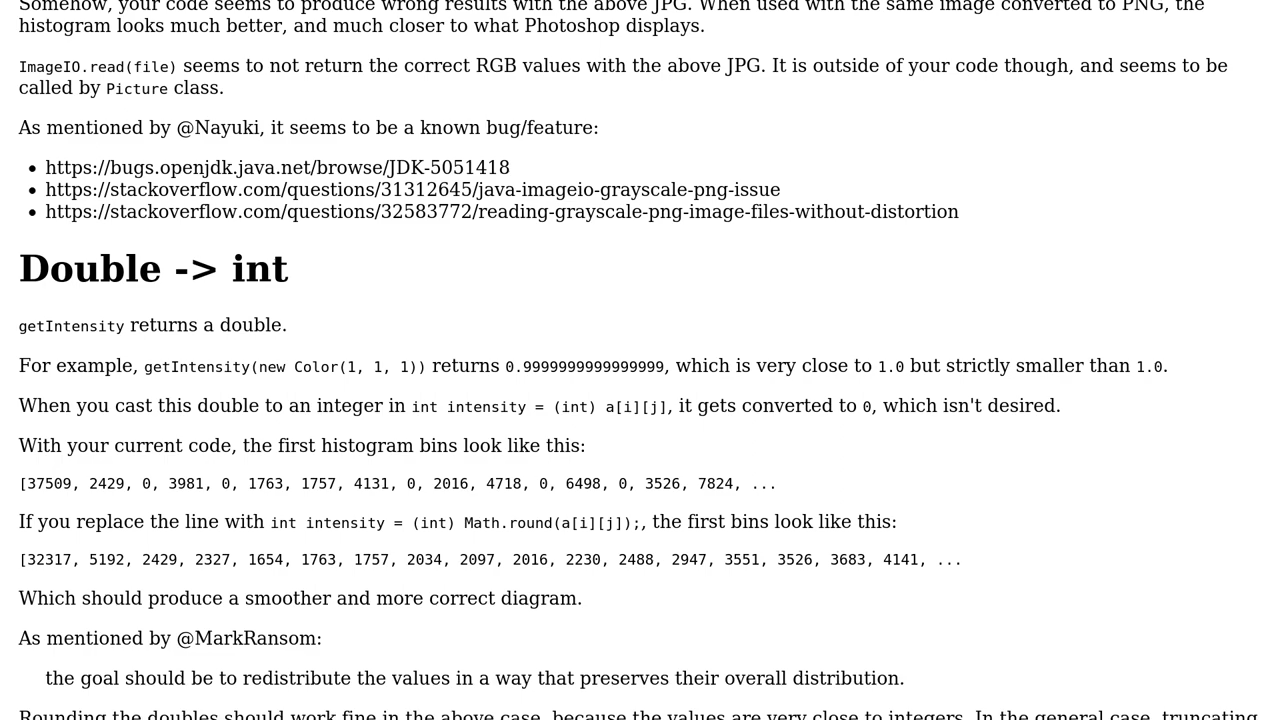 Somehow, your code seems to produce wrong results with the above JPG. When used with the same image converted to PNG, the
histogram looks much better, and much closer to what Photoshop displays.
ImageIO.read(file) seems to not return the correct RGB values with the above JPG. It is outside of your code though, and seems to be
called by Picture class.
As mentioned by @Nayuki, it seems to be a known bug/feature:
• https://bugs.openjdk.java.net/browse/JDK-5051418
• https://stackoverflow.com/questions/31312645/java-imageio-grayscale-png-issue
• https://stackoverflow.com/questions/32583772/reading-grayscale-png-image-files-without-distortion
Double -> int
getIntensity returns a double.
For example, getIntensity(new Color(1, 1, 1)) returns 0.9999999999999999, which is very close to 1.0 but strictly smaller than 1.0.
When you cast this double to an integer in int intensity = (int) a[i][j], it gets converted to 0, which isn't desired.
With your current code, the first histogram bins look like this:
[37509, 2429, 0, 3981, 0, 1763, 1757, 4131, 0, 2016, 4718, 0, 6498, 0, 3526, 7824, ...
If you replace the line with int intensity = (int) Math.round(a[i][j]);, the first bins look like this:
[32317, 5192, 2429, 2327, 1654, 1763, 1757, 2034, 2097, 2016, 2230, 2488, 2947, 3551, 3526, 3683, 4141, ...
Which should produce a smoother and more correct diagram.
As mentioned by @MarkRansom:
the goal should be to redistribute the values in a way that preserves their overall distribution.
Rounding the doubles should work fine in the above case, because the values are very close to integers. In the general case, truncating